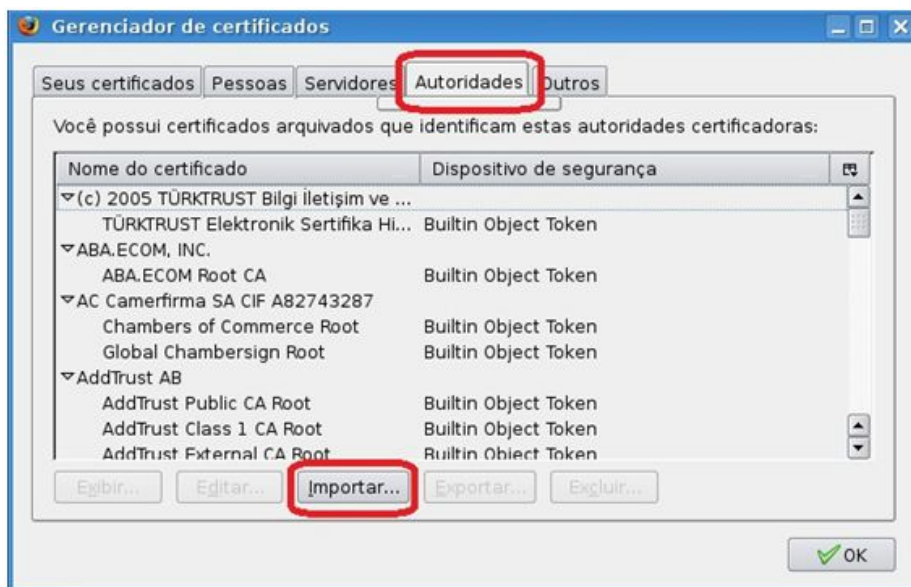 Gerenciador de certificados
Seus certificados Pessoas Servidores Autoridades Outros
Você possui certificados arquivados que identificam estas autoridades certificadoras:
Nome do certificado Dispositivo de segurança
(c) 2005 TÜRKTRUST Bilgi İletişim ve ...
TÜRKTRUST Elektronik Sertifika Hi... Builtin Object Token
ABA.ECOM, INC.
ABA.ECOM Root CA Builtin Object Token
AC Camerfirma SA CIF A82743287
Chambers of Commerce Root Builtin Object Token
Global Chambersign Root Builtin Object Token
AddTrust AB
AddTrust Public CA Root Builtin Object Token
AddTrust Class 1 CA Root Builtin Object Token
AddTrust External CA Root Builtin Object Token
Exibir... Editar... Importar... Exportar... Excluir...
OK